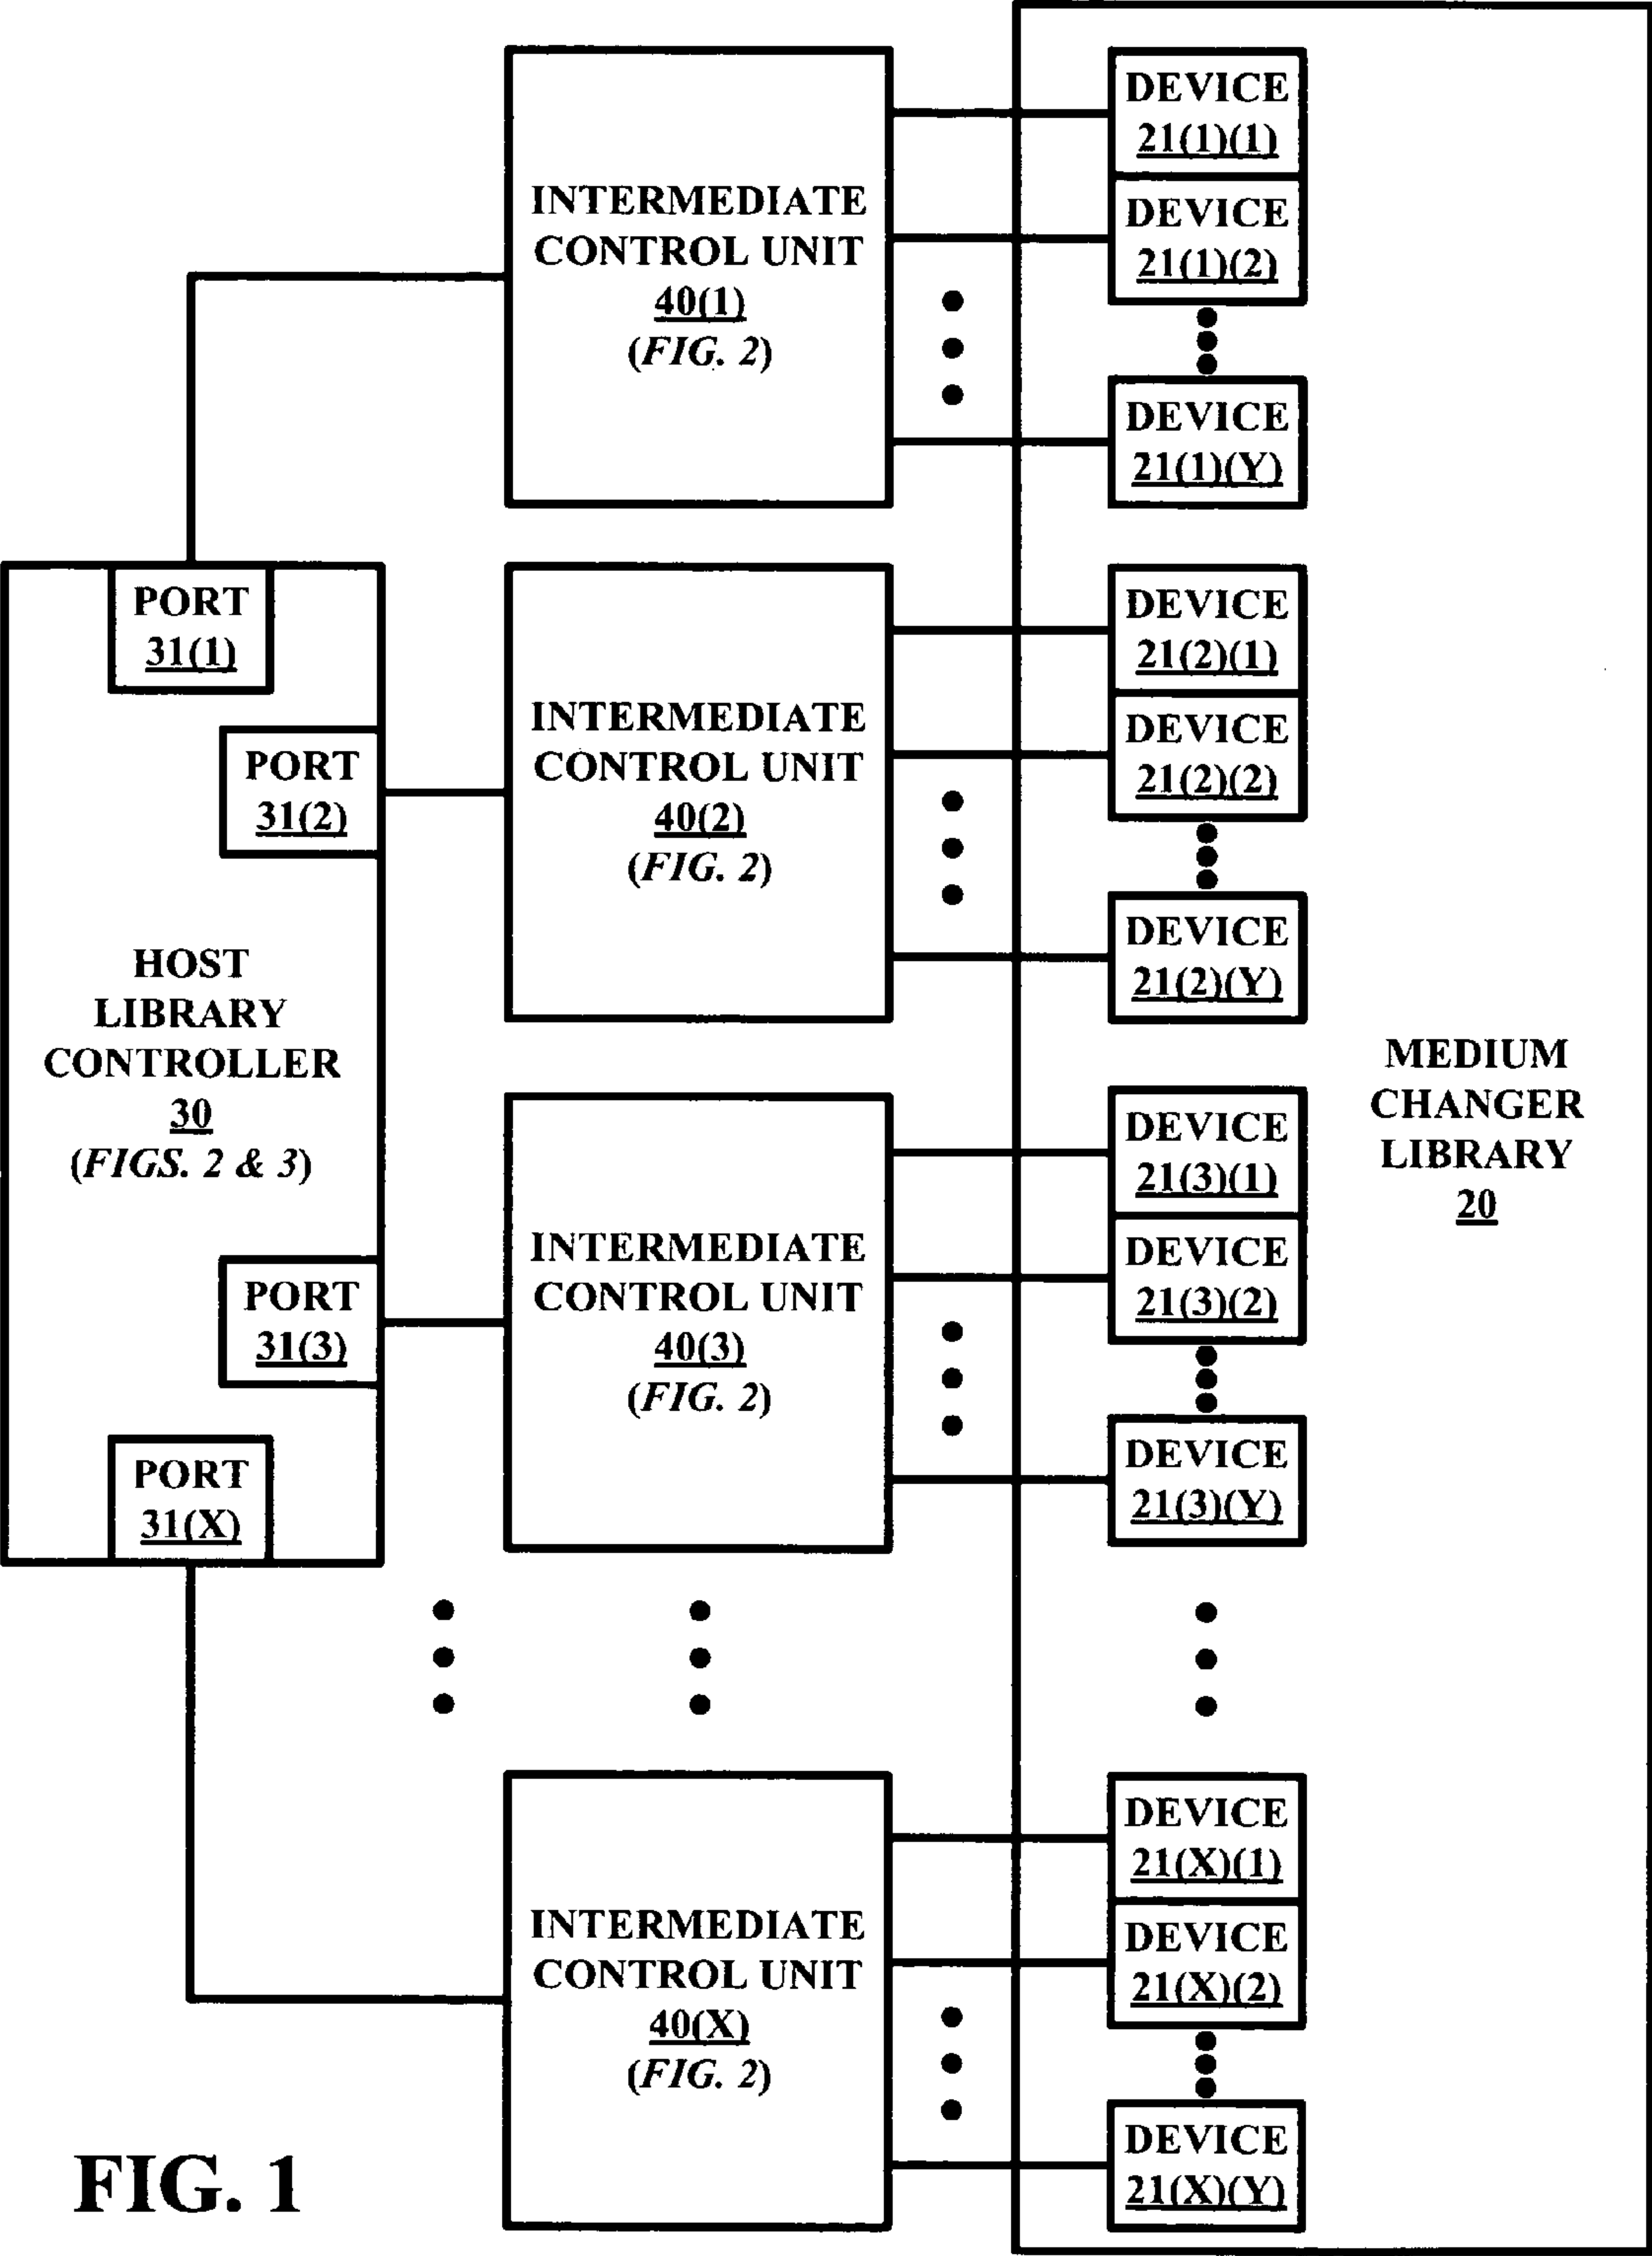 INTERMEDIATE
CONTROL UNIT
40(1)
(FIG. 2)
DEVICE
21(1)(1)
DEVICE
21(1)(2)
DEVICE
21(1)(Y)
PORT
31(1)
PORT
31(2)
HOST
LIBRARY
CONTROLLER
30
(FIGS. 2 & 3)
PORT
31(3)
PORT
31(X)
INTERMEDIATE
CONTROL UNIT
40(2)
(FIG. 2)
DEVICE
21(2)(1)
DEVICE
21(2)(2)
DEVICE
21(2)(Y)
INTERMEDIATE
CONTROL UNIT
40(3)
(FIG. 2)
DEVICE
21(3)(1)
DEVICE
21(3)(2)
DEVICE
21(3)(Y)
MEDIUM
CHANGER
LIBRARY
20
INTERMEDIATE
CONTROL UNIT
40(X)
(FIG. 2)
DEVICE
21(X)(1)
DEVICE
21(X)(2)
DEVICE
21(X)(Y)
FIG. 1